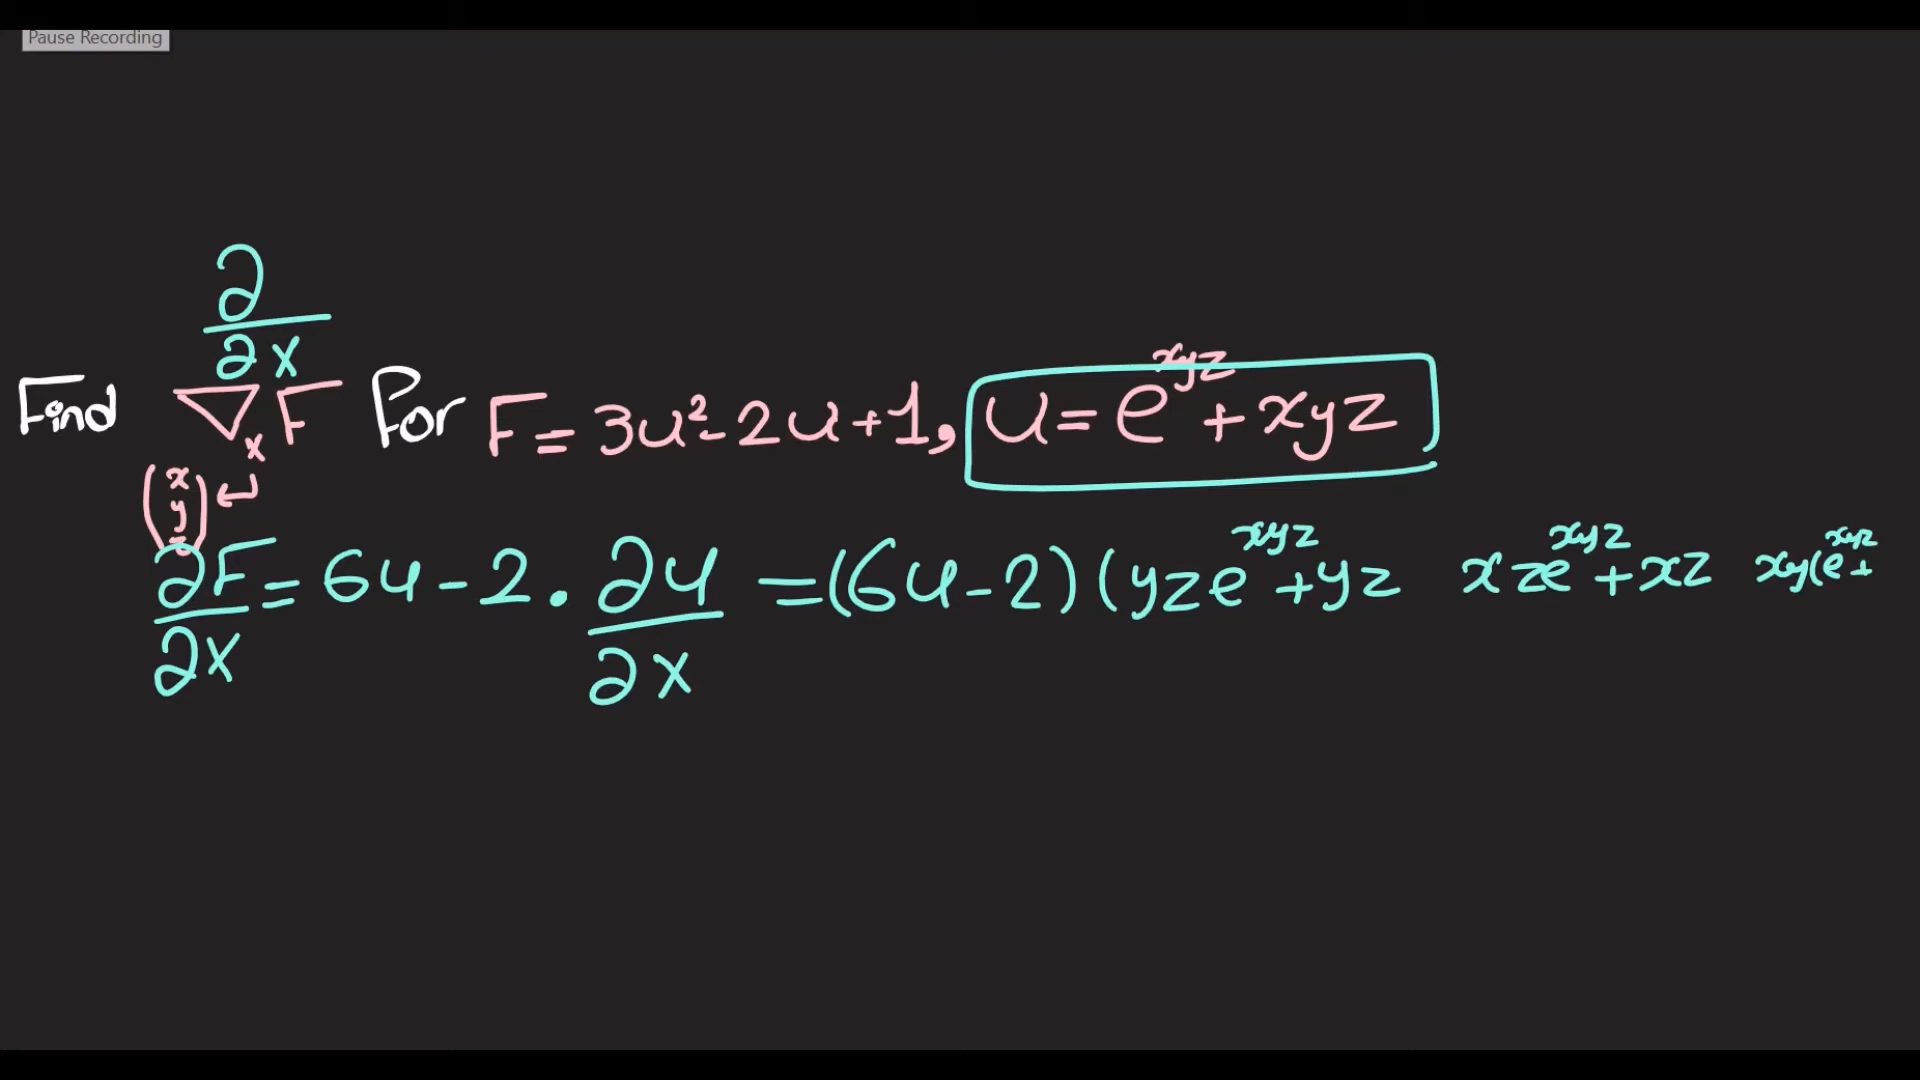 Pause Recording
∂/∂x
Find ∇ₓF For F = 3u² - 2u + 1, u = e^xyz + xyz
(x y
∂F/∂x = 6u - 2 . ∂u/∂x = (6u - 2) (yze^xyz + yz xze^xyz + xz xy(e^xyz +